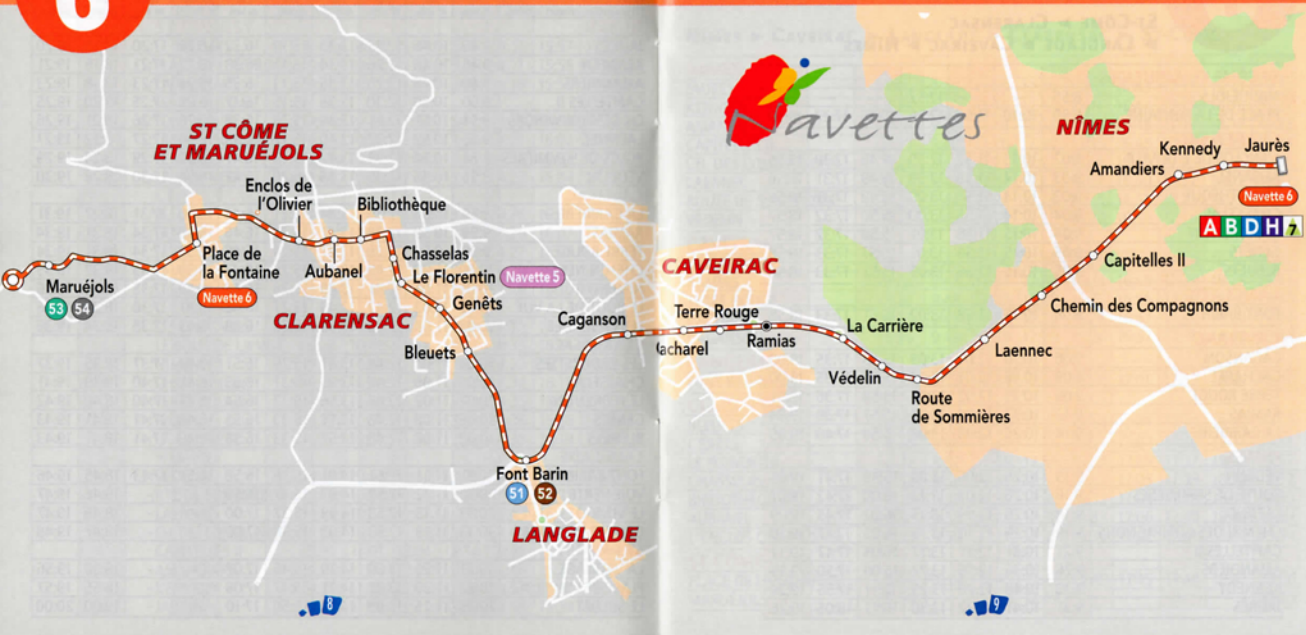 6
Navettes
ST CÔME
ET MARUÉJOLS
Maruéjols
53 54
Place de
la Fontaine
Navette 6
Enclos de
l'Olivier
Aubanel
Bibliothèque
CLARENSAC
Chasselas
Le Florentin
Navette 5
Genêts
Bleuets
Font Barin
51 52
LANGLADE
Caganson
CAVEIRAC
acharel
Terre Rouge
Ramias
La Carrière
Védelin
Route
de Sommières
Laennec
Chemin des Compagnons
Capitelles II
NÎMES
Amandiers
Kennedy
Jaurès
Navette 6
A B D H 7
8
9